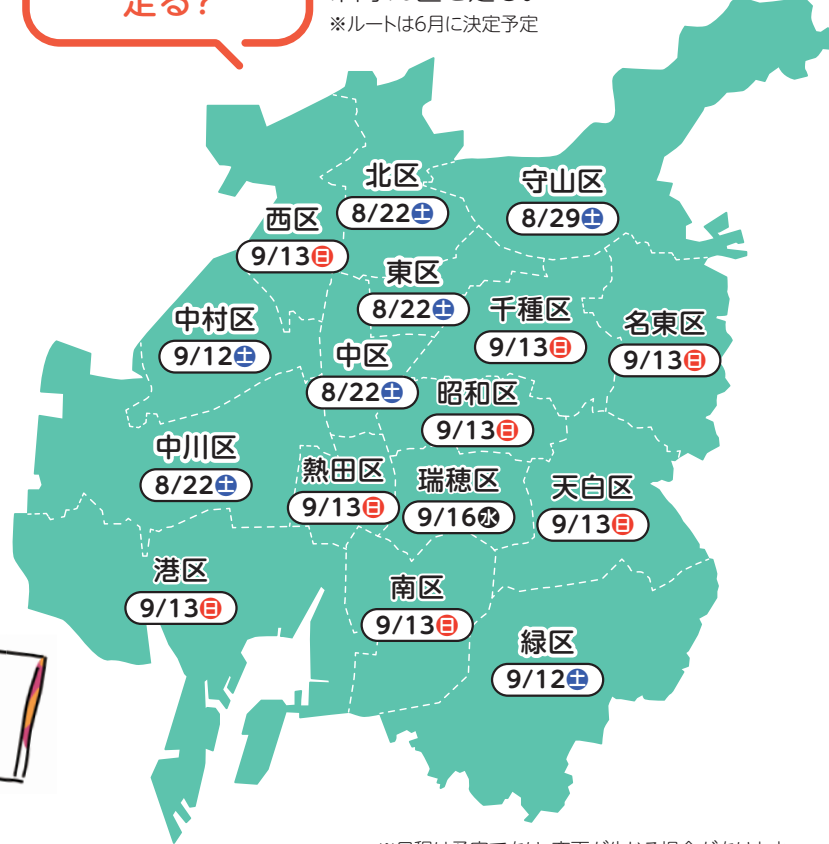 走る?
※ルートは6月に決定予定
北区
8/22土
守山区
8/29土
西区
9/13日
東区
8/22土
千種区
9/13日
名東区
9/13日
中村区
9/12土
中区
8/22土
昭和区
9/13日
中川区
8/22土
熱田区
9/13日
瑞穂区
9/16水
天白区
9/13日
港区
9/13日
南区
9/13日
緑区
9/12土